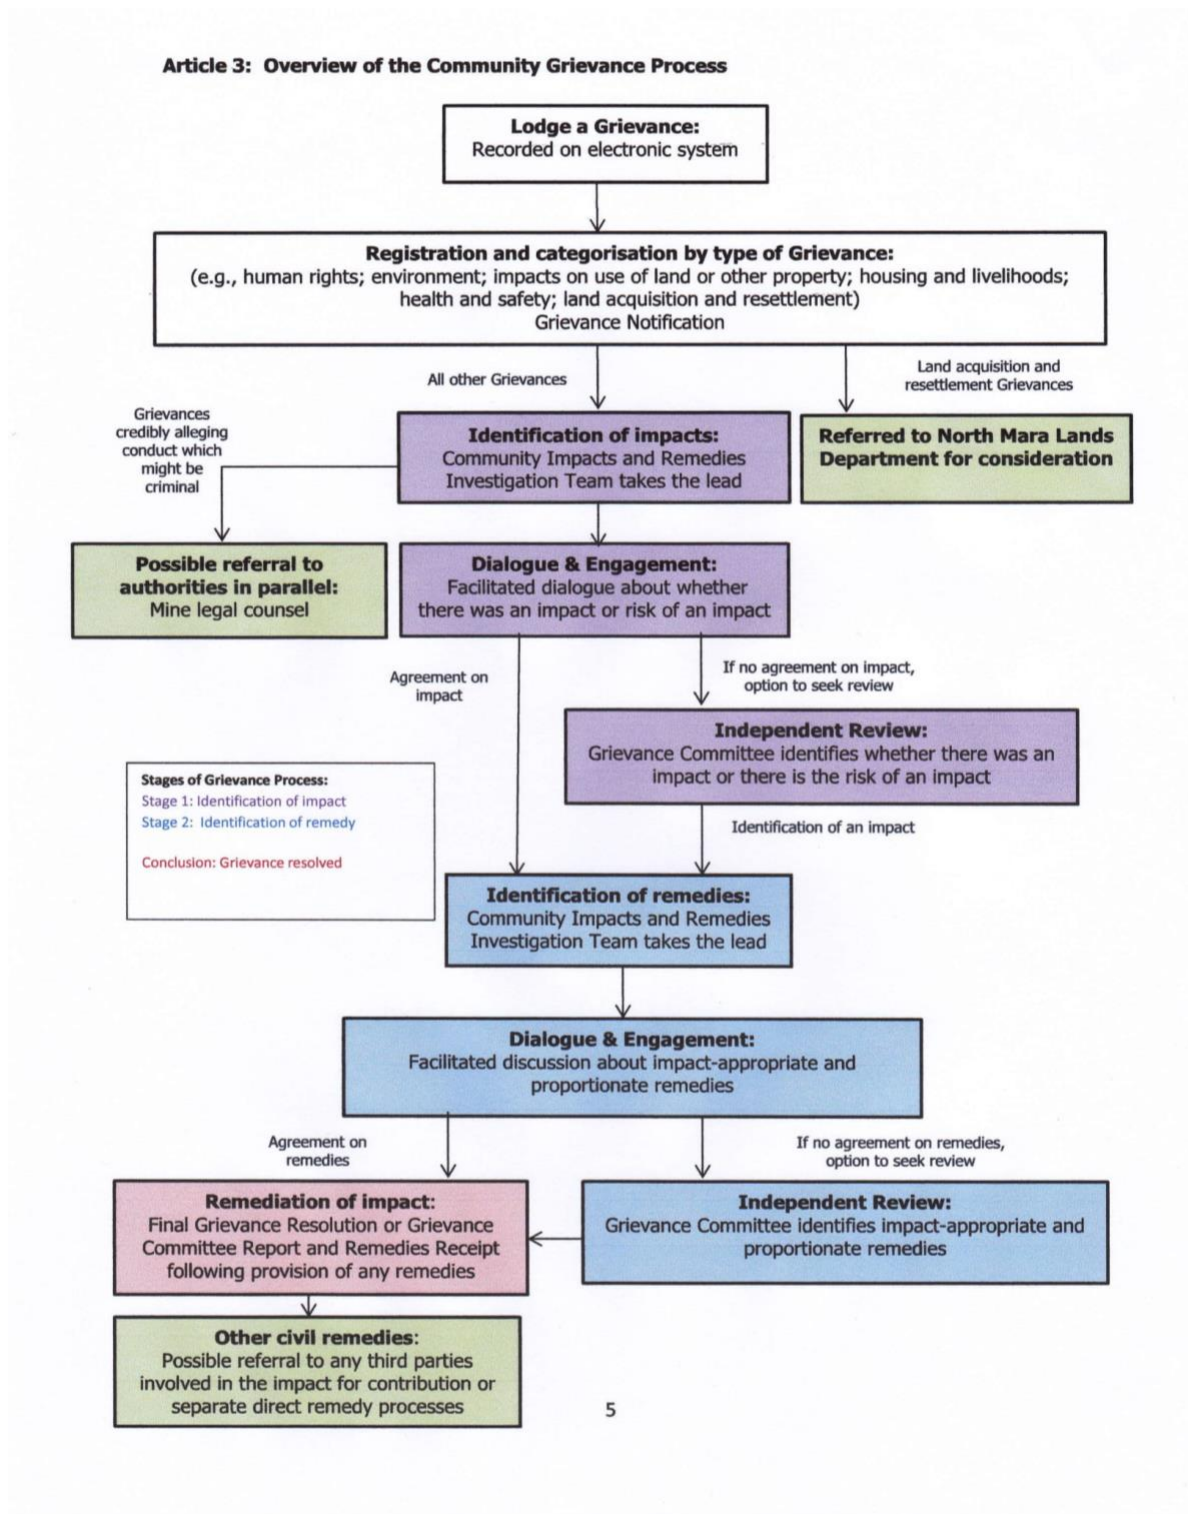 Article 3: Overview of the Community Grievance Process
Lodge a Grievance:
Recorded on electronic system
Registration and categorisation by type of Grievance:
(e.g., human rights; environment; impacts on use of land or other property; housing and livelihoods;
health and safety; land acquisition and resettlement)
Grievance Notification
All other Grievances
Land acquisition and
resettlement Grievances
Grievances
credibly alleging
conduct which
might be
criminal
Identification of impacts:
Community Impacts and Remedies
Investigation Team takes the lead
Referred to North Mara Lands
Department for consideration
Possible referral to
authorities in parallel:
Mine legal counsel
Dialogue & Engagement:
Facilitated dialogue about whether
there was an impact or risk of an impact
Agreement on
impact
If no agreement on impact,
option to seek review
Independent Review:
Grievance Committee identifies whether there was an
impact or there is the risk of an impact
Stages of Grievance Process:
Stage 1: Identification of impact
Stage 2: Identification of remedy
Conclusion: Grievance resolved
Identification of an impact
Identification of remedies:
Community Impacts and Remedies
Investigation Team takes the lead
Dialogue & Engagement:
Facilitated discussion about impact-appropriate and
proportionate remedies
Agreement on
remedies
If no agreement on remedies,
option to seek review
Remediation of impact:
Final Grievance Resolution or Grievance
Committee Report and Remedies Receipt
following provision of any remedies
Independent Review:
Grievance Committee identifies impact-appropriate and
proportionate remedies
Other civil remedies:
Possible referral to any third parties
involved in the impact for contribution or
separate direct remedy processes
5